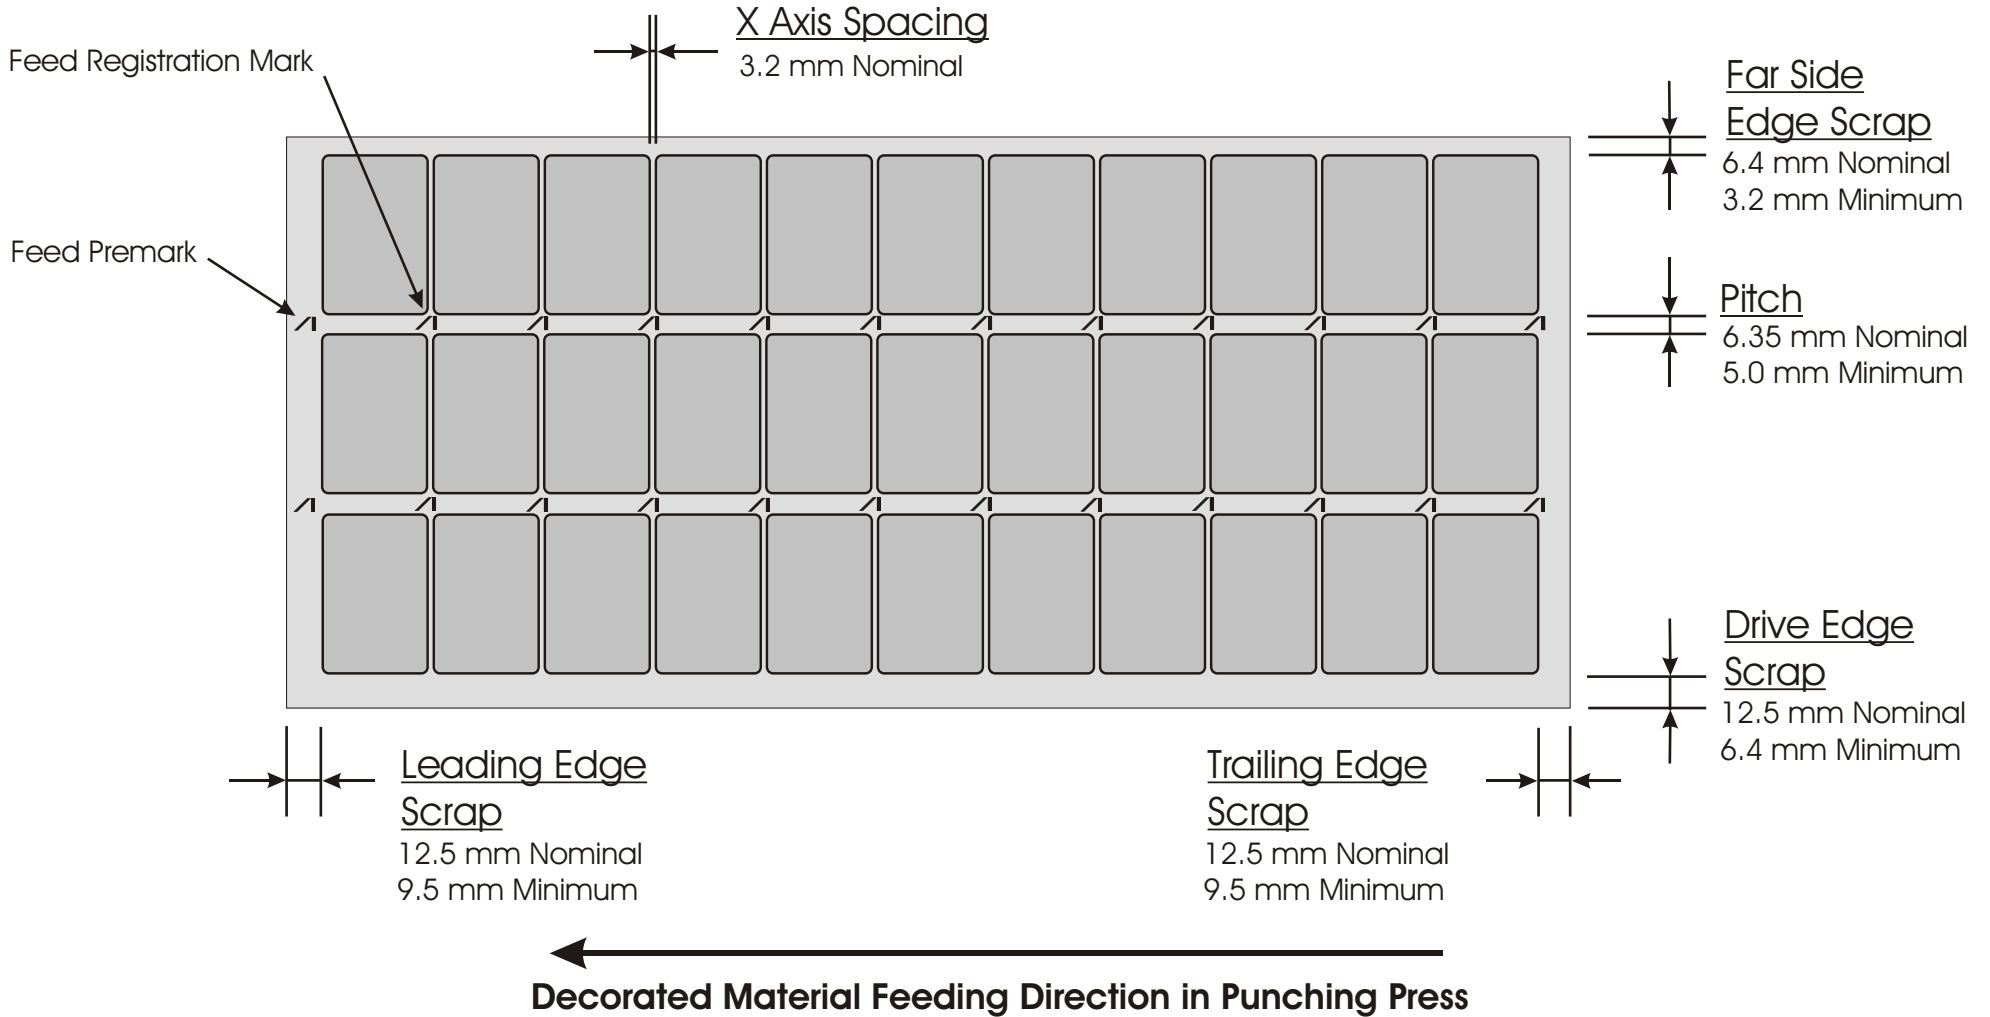 X Axis Spacing
3.2 mm Nominal
Feed Registration Mark
Feed Premark
Far Side
Edge Scrap
6.4 mm Nominal
3.2 mm Minimum
Pitch
6.35 mm Nominal
5.0 mm Minimum
Drive Edge
Scrap
12.5 mm Nominal
6.4 mm Minimum
Leading Edge
Scrap
12.5 mm Nominal
9.5 mm Minimum
Trailing Edge
Scrap
12.5 mm Nominal
9.5 mm Minimum
Decorated Material Feeding Direction in Punching Press